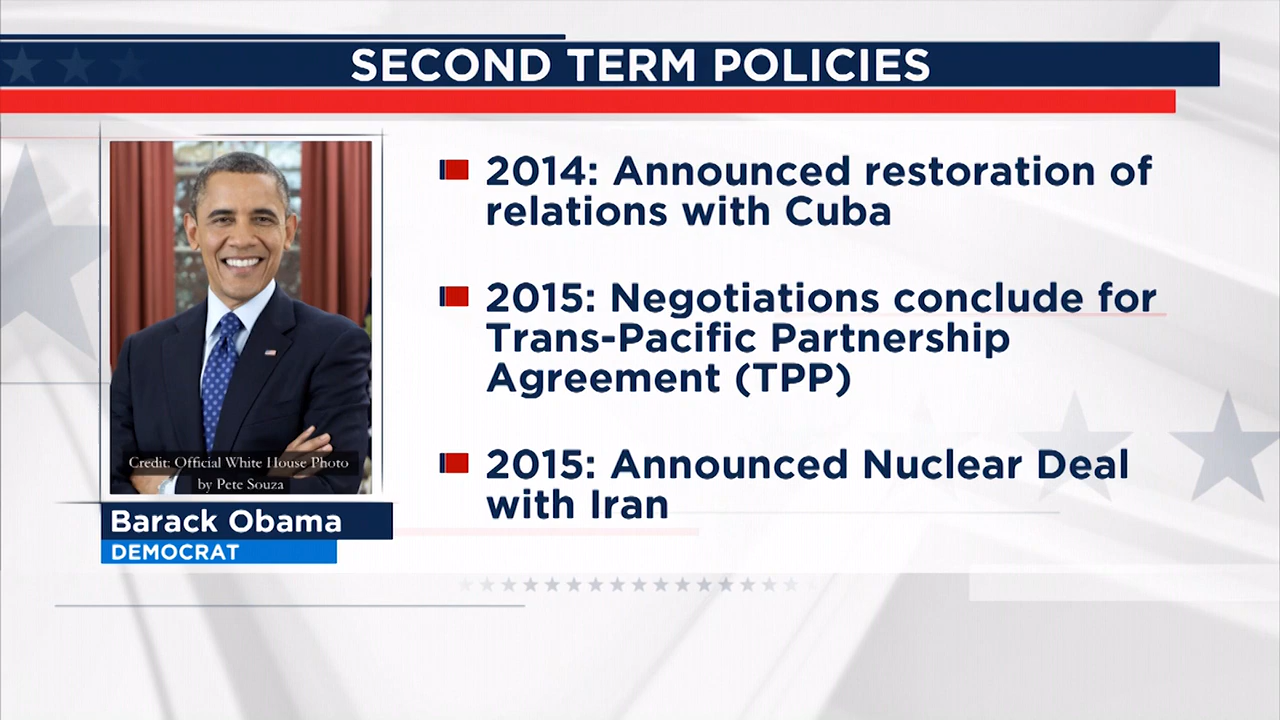 SECOND TERM POLICIES
2014: Announced restoration of
relations with Cuba
2015: Negotiations conclude for
Trans-Pacific Partnership
Agreement (TPP)
2015: Announced Nuclear Deal
with Iran
Credit: Official White House Photo
by Pete Souza
Barack Obama
DEMOCRAT